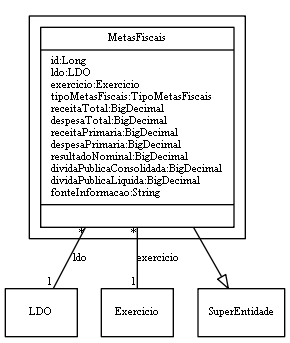 MetasFiscais
id:Long
ldo:LDO
exercicio:Exercicio
tipoMetasFiscais:TipoMetasFiscais
receitaTotal:BigDecimal
despesaTotal:BigDecimal
receitaPrimaria:BigDecimal
despesaPrimaria:BigDecimal
resultadoNominal:BigDecimal
dividaPublicaConsolidada:BigDecimal
dividaPublicaLiquida:BigDecimal
fonteInformacao:String
* *
ldo exercicio
1 1
LDO Exercicio SuperEntidade